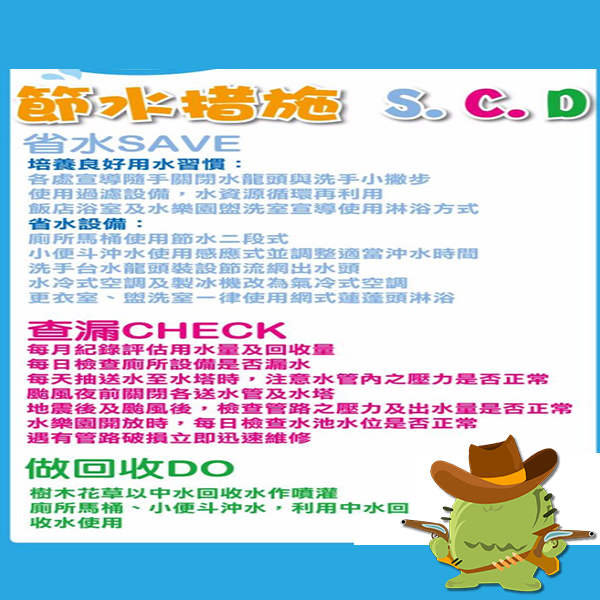 節水措施 S. C. D
省水SAVE
培養良好用水習慣：
各處宣導隨手關閉水龍頭與洗手小撇步
使用過濾設備，水資源循環再利用
飯店浴室及水樂園盥洗室宣導使用淋浴方式
省水設備：
廁所馬桶使用節水二段式
小便斗沖水使用感應式並調整適當沖水時間
洗手台水龍頭裝設節流網出水頭
水冷式空調及製冰機改為氣冷式空調
更衣室、盥洗室一律使用網式蓮蓬頭淋浴
查漏CHECK
每月紀錄評估用水量及回收量
每日檢查廁所設備是否漏水
每天抽送水至水塔時，注意水管內之壓力是否正常
颱風夜前關閉各送水管及水塔
地震後及颱風後，檢查管路之壓力及出水量是否正常
水樂園開放時，每日檢查水池水位是否正常
遇有管路破損立即迅速維修
做回收DO
樹木花草以中水回收水作噴灌
廁所馬桶、小便斗沖水，利用中水回
收水使用